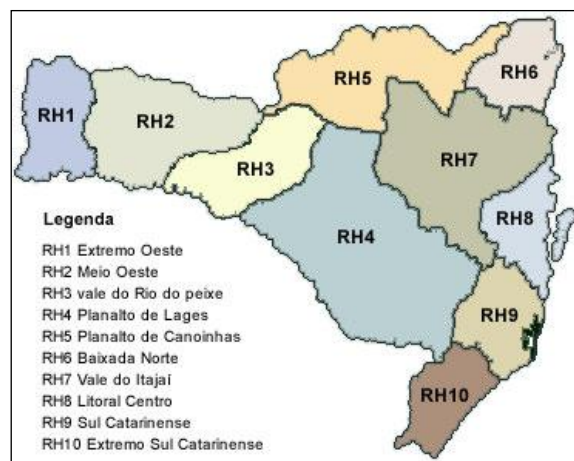 RH5
RH6
RH1
RH2
RH3
RH7
RH8
RH4
RH9
RH10
Legenda
RH1 Extremo Oeste
RH2 Meio Oeste
RH3 vale do Rio do peixe
RH4 Planalto de Lages
RH5 Planalto de Canoinhas
RH6 Baixada Norte
RH7 Vale do Itajaí
RH8 Litoral Centro
RH9 Sul Catarinense
RH10 Extremo Sul Catarinense